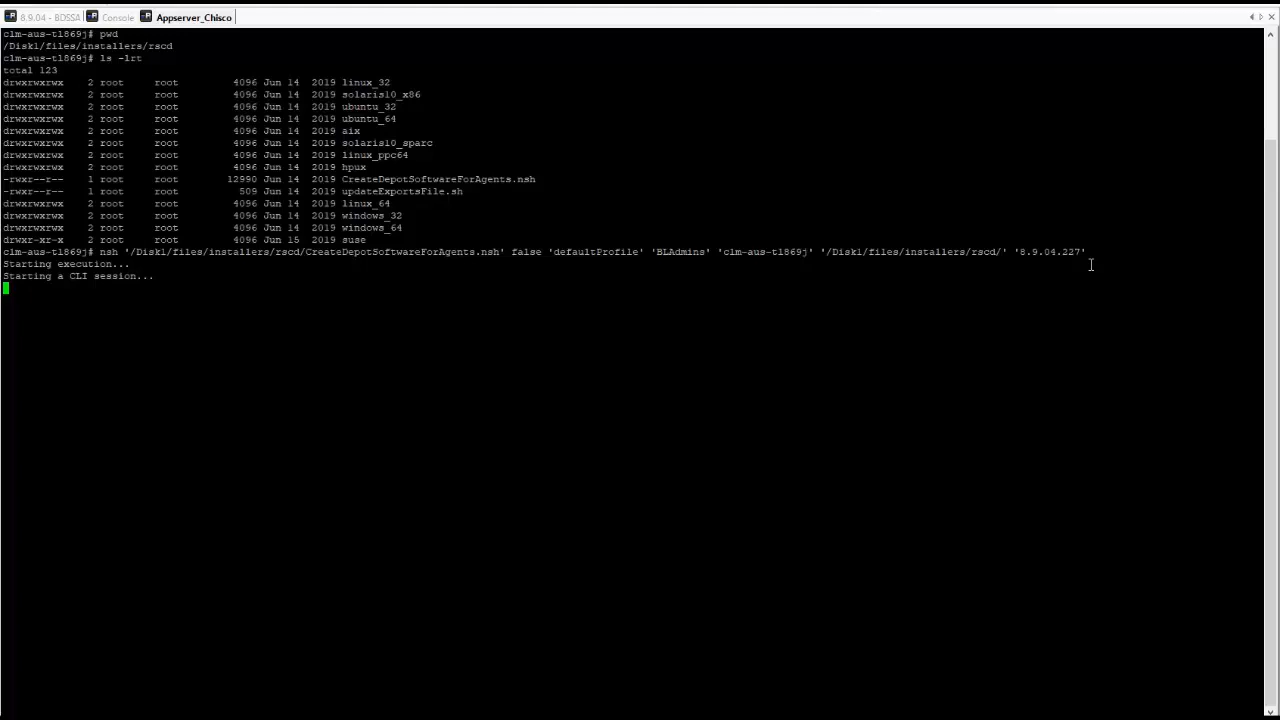 8.9.04 - BDSSA Console Appserver_Chisco
clm-aus-tl869j# pwd
/Disk1/files/installers/rscd
clm-aus-tl869j# ls -lrt
total 123
drwxrwxrwx 2 root root 4096 Jun 14 2019 linux_32
drwxrwxrwx 2 root root 4096 Jun 14 2019 solaris10_x86
drwxrwxrwx 2 root root 4096 Jun 14 2019 ubuntu_32
drwxrwxrwx 2 root root 4096 Jun 14 2019 ubuntu_64
drwxrwxrwx 2 root root 4096 Jun 14 2019 aix
drwxrwxrwx 2 root root 4096 Jun 14 2019 solaris10_sparc
drwxrwxrwx 2 root root 4096 Jun 14 2019 linux_ppc64
drwxrwxrwx 2 root root 4096 Jun 14 2019 hpux
-rwxr--r-- 1 root root 12990 Jun 14 2019 CreateDepotSoftwareForAgents.nsh
-rwxr--r-- 1 root root 509 Jun 14 2019 updateExportsFile.sh
drwxrwxrwx 2 root root 4096 Jun 14 2019 linux_64
drwxrwxrwx 2 root root 4096 Jun 14 2019 windows_32
drwxrwxrwx 2 root root 4096 Jun 14 2019 windows_64
drwxr-xr-x 2 root root 4096 Jun 15 2019 suse
clm-aus-tl869j# nsh '/Disk1/files/installers/rscd/CreateDepotSoftwareForAgents.nsh' false 'defaultProfile' 'BLAdmins' 'clm-aus-tl869j' '/Disk1/files/installers/rscd/' '8.9.04.227'
Starting execution...
Starting a CLI session...